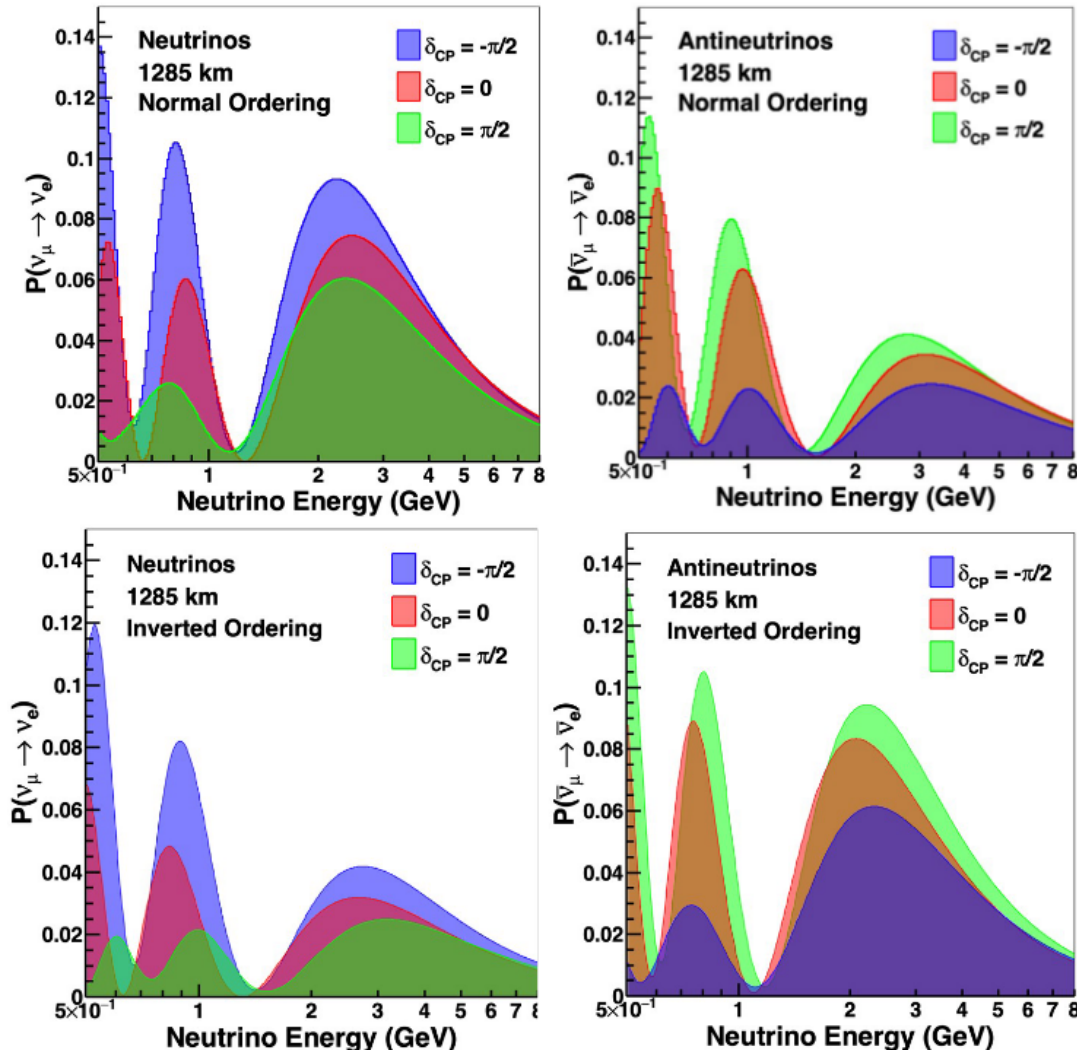 Neutrinos
1285 km
Normal Ordering
δCP = -π/2
δCP = 0
δCP = π/2
P(νμ → νe)
0.14
0.12
0.1
0.08
0.06
0.04
0.02
0
5×10⁻¹ 1 2 3 4 5 6 7 8
Neutrino Energy (GeV)
Antineutrinos
1285 km
Normal Ordering
δCP = -π/2
δCP = 0
δCP = π/2
P(ν̄μ → ν̄e)
0.14
0.12
0.1
0.08
0.06
0.04
0.02
0
5×10⁻¹ 1 2 3 4 5 6 7 8
Neutrino Energy (GeV)
Neutrinos
1285 km
Inverted Ordering
δCP = -π/2
δCP = 0
δCP = π/2
P(νμ → νe)
0.14
0.12
0.1
0.08
0.06
0.04
0.02
0
5×10⁻¹ 1 2 3 4 5 6 7 8
Neutrino Energy (GeV)
Antineutrinos
1285 km
Inverted Ordering
δCP = -π/2
δCP = 0
δCP = π/2
P(ν̄μ → ν̄e)
0.14
0.12
0.1
0.08
0.06
0.04
0.02
0
5×10⁻¹ 1 2 3 4 5 6 7 8
Neutrino Energy (GeV)